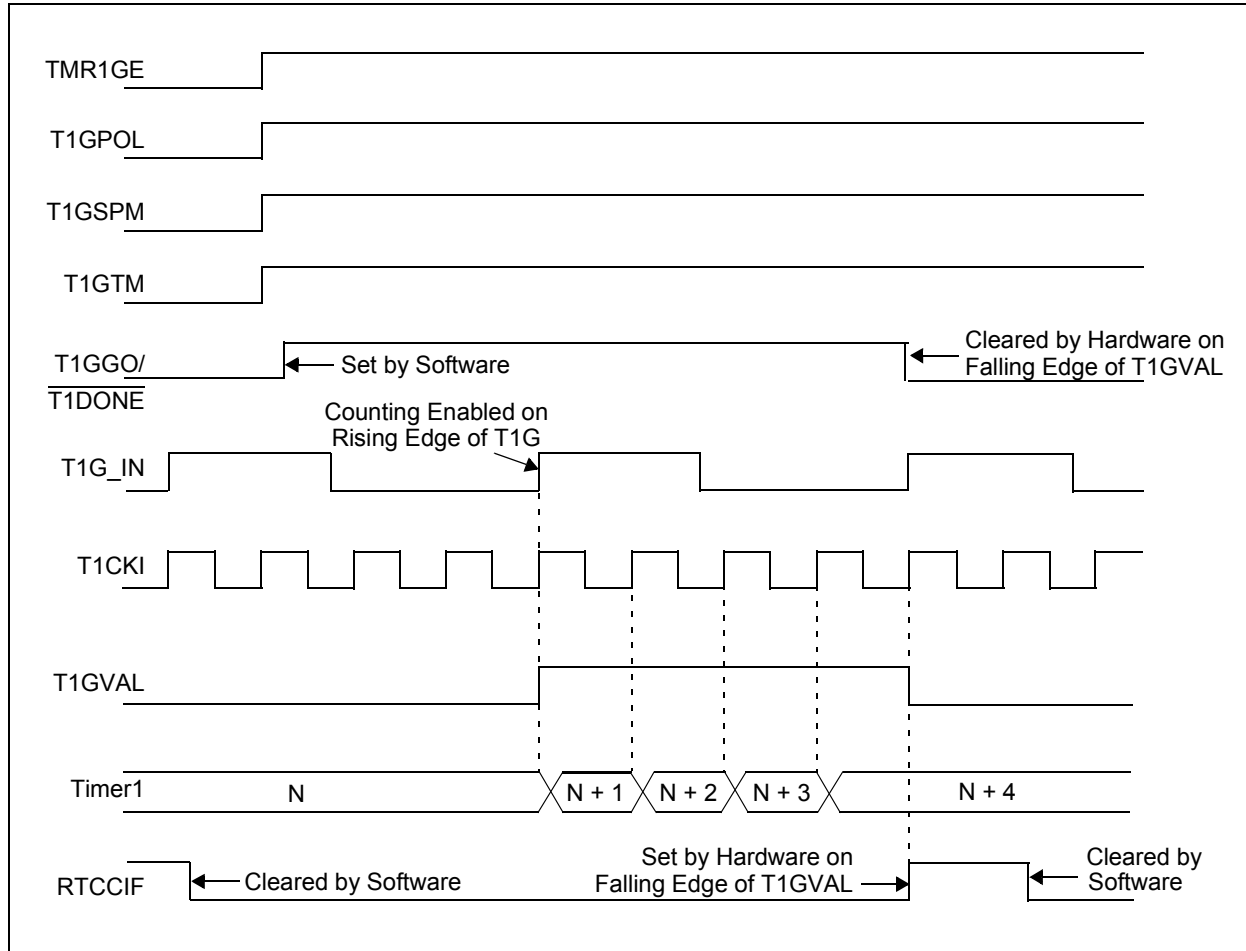 TMR1GE
T1GPOL
T1GSPM
T1GTM
T1GGO/
T1DONE
Set by Software
Cleared by Hardware on
Falling Edge of T1GVAL
Counting Enabled on
Rising Edge of T1G
T1G_IN
T1CKI
T1GVAL
Timer1
N
N + 1
N + 2
N + 3
N + 4
RTCCIF
Cleared by Software
Set by Hardware on
Falling Edge of T1GVAL
Cleared by
Software